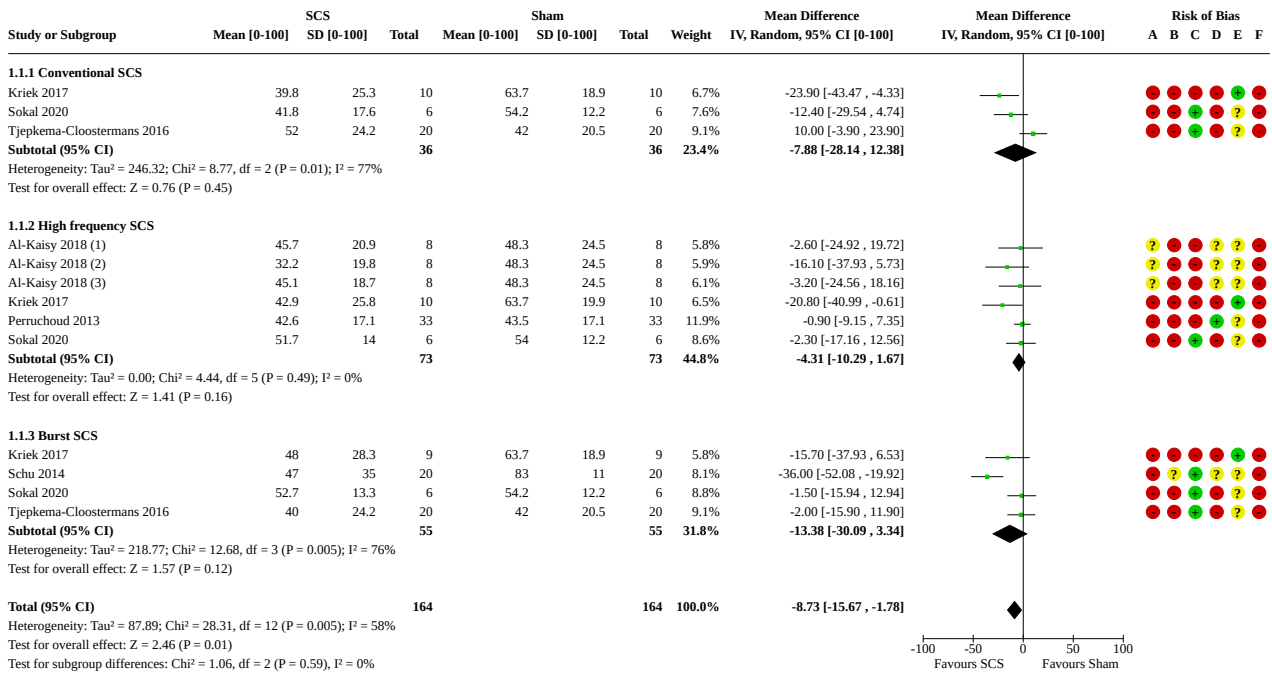 SCS Sham Mean Difference Mean Difference Risk of Bias
Study or Subgroup Mean [0-100] SD [0-100] Total Mean [0-100] SD [0-100] Total Weight IV, Random, 95% CI [0-100] IV, Random, 95% CI [0-100] A B C D E F
1.1.1 Conventional SCS
Kriek 2017 39.8 25.3 10 63.7 18.9 10 6.7% -23.90 [-43.47 , -4.33] - - - - + -
Sokal 2020 41.8 17.6 6 54.2 12.2 6 7.6% -12.40 [-29.54 , 4.74] - - + - ? -
Tjepkema-Cloostermans 2016 52 24.2 20 42 20.5 20 9.1% 10.00 [-3.90 , 23.90] - - + - ? -
Subtotal (95% CI) 36 36 23.4% -7.88 [-28.14 , 12.38]
Heterogeneity: Tau² = 246.32; Chi² = 8.77, df = 2 (P = 0.01); I² = 77%
Test for overall effect: Z = 0.76 (P = 0.45)
1.1.2 High frequency SCS
Al-Kaisy 2018 (1) 45.7 20.9 8 48.3 24.5 8 5.8% -2.60 [-24.92 , 19.72] ? - - ? ? -
Al-Kaisy 2018 (2) 32.2 19.8 8 48.3 24.5 8 5.9% -16.10 [-37.93 , 5.73] ? - - ? ? -
Al-Kaisy 2018 (3) 45.1 18.7 8 48.3 24.5 8 6.1% -3.20 [-24.56 , 18.16] ? - - ? ? -
Kriek 2017 42.9 25.8 10 63.7 19.9 10 6.5% -20.80 [-40.99 , -0.61] - - - - + -
Perruchoud 2013 42.6 17.1 33 43.5 17.1 33 11.9% -0.90 [-9.15 , 7.35] - - - + ? -
Sokal 2020 51.7 14 6 54 12.2 6 8.6% -2.30 [-17.16 , 12.56] - - + - ? -
Subtotal (95% CI) 73 73 44.8% -4.31 [-10.29 , 1.67]
Heterogeneity: Tau² = 0.00; Chi² = 4.44, df = 5 (P = 0.49); I² = 0%
Test for overall effect: Z = 1.41 (P = 0.16)
1.1.3 Burst SCS
Kriek 2017 48 28.3 9 63.7 18.9 9 5.8% -15.70 [-37.93 , 6.53] - - - - + -
Schu 2014 47 35 20 83 11 20 8.1% -36.00 [-52.08 , -19.92] - ? + ? ? -
Sokal 2020 52.7 13.3 6 54.2 12.2 6 8.8% -1.50 [-15.94 , 12.94] - - + - ? -
Tjepkema-Cloostermans 2016 40 24.2 20 42 20.5 20 9.1% -2.00 [-15.90 , 11.90] - - + - ? -
Subtotal (95% CI) 55 55 31.8% -13.38 [-30.09 , 3.34]
Heterogeneity: Tau² = 218.77; Chi² = 12.68, df = 3 (P = 0.005); I² = 76%
Test for overall effect: Z = 1.57 (P = 0.12)
Total (95% CI) 164 164 100.0% -8.73 [-15.67 , -1.78]
Heterogeneity: Tau² = 87.89; Chi² = 28.31, df = 12 (P = 0.005); I² = 58%
Test for overall effect: Z = 2.46 (P = 0.01) -100 -50 0 50 100
Test for subgroup differences: Chi² = 1.06, df = 2 (P = 0.59), I² = 0% Favours SCS Favours Sham